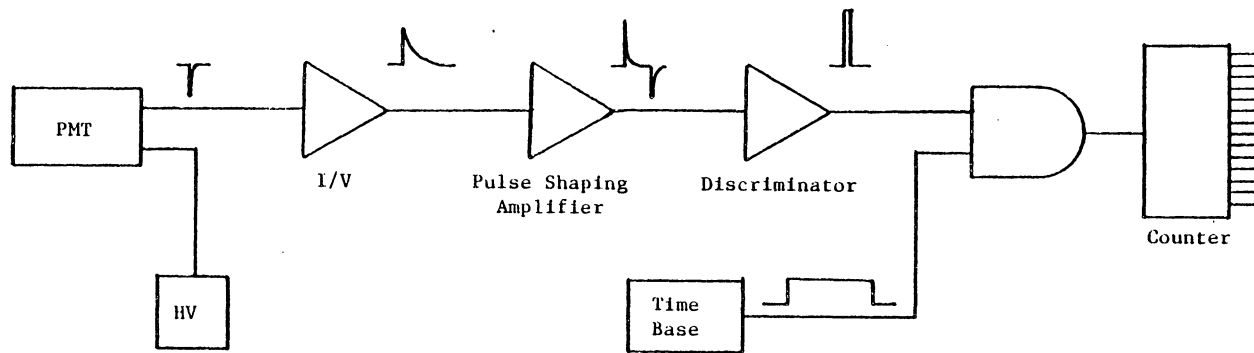 PMT
I/V
Pulse Shaping
Amplifier
Discriminator
Counter
HV
Time
Base